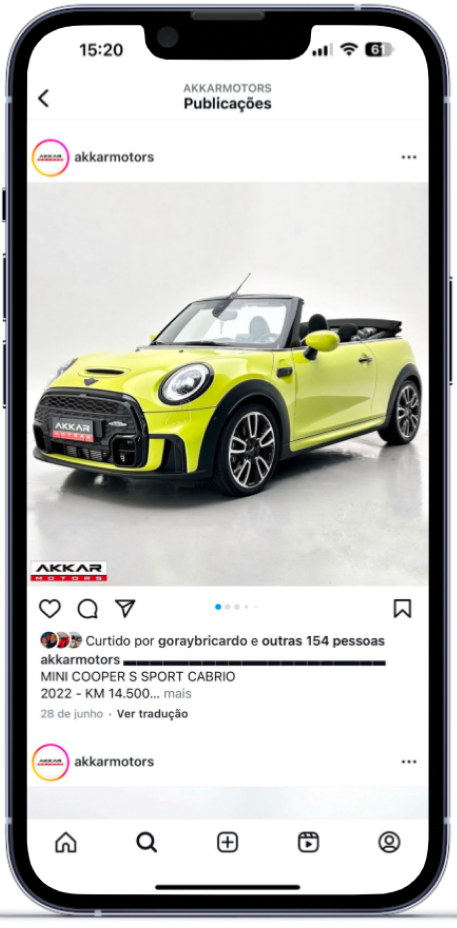 15:20
61
AKKARMOTORS
Publicações
akkarmotors
AKKAR
MOTORS
AKKAR
MOTORS
Curtido por goraybricardo e outras 154 pessoas
akkarmotors
MINI COOPER S SPORT CABRIO
2022 - KM 14.500... mais
28 de junho · Ver tradução
akkarmotors